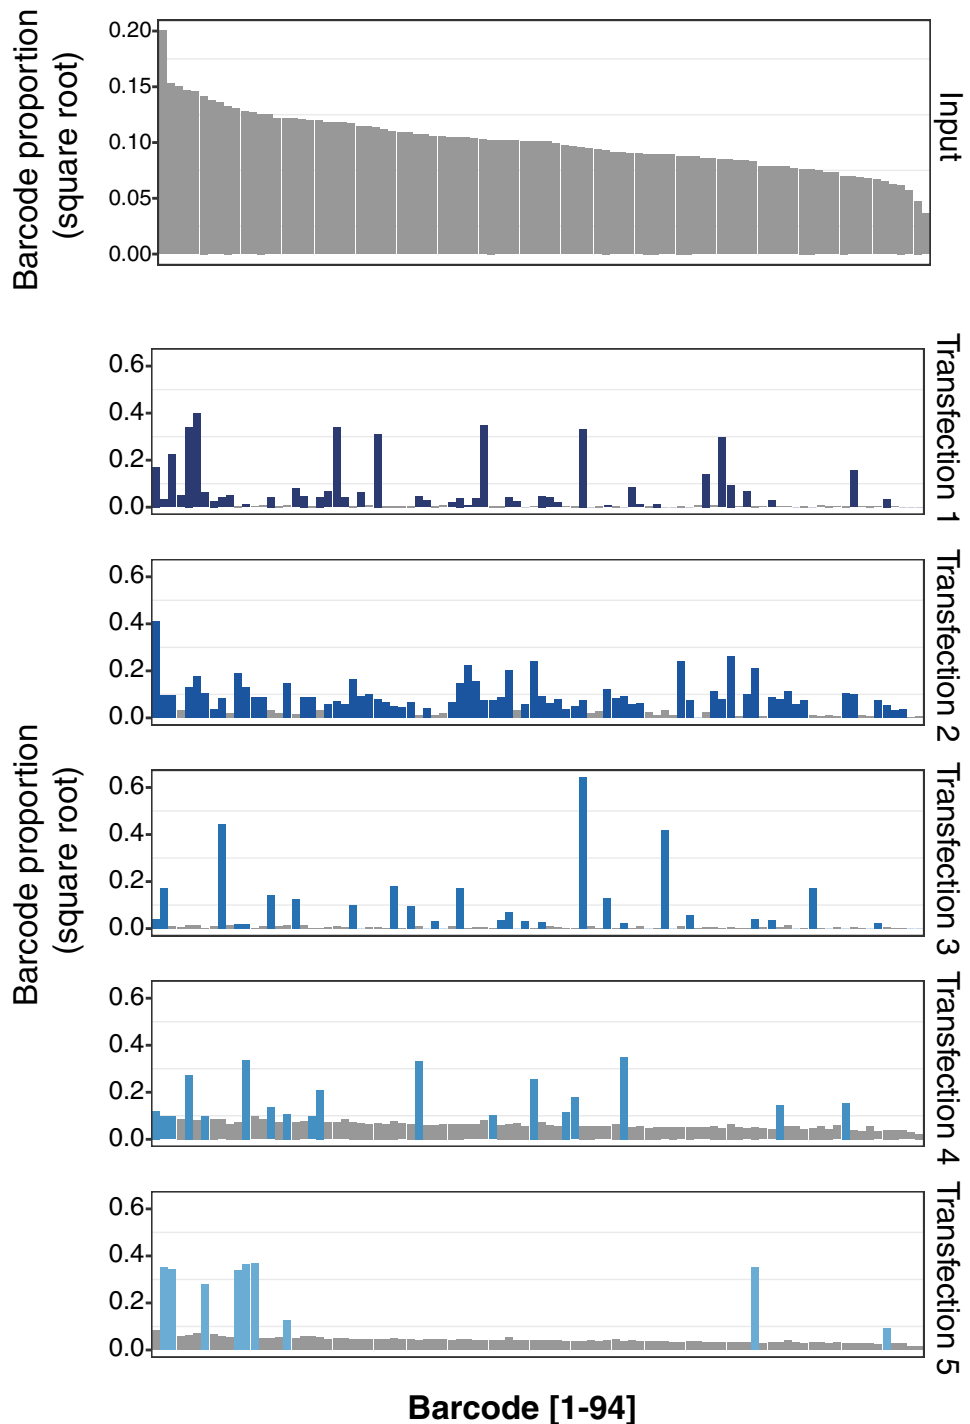 Barcode proportion
(square root)
0.20
0.15
0.10
0.05
0.00
Input
0.6
0.4
0.2
0.0
Transfection 1
0.6
0.4
0.2
0.0
Transfection 2
Barcode proportion
(square root)
0.6
0.4
0.2
0.0
Transfection 3
0.6
0.4
0.2
0.0
Transfection 4
0.6
0.4
0.2
0.0
Transfection 5
Barcode [1-94]